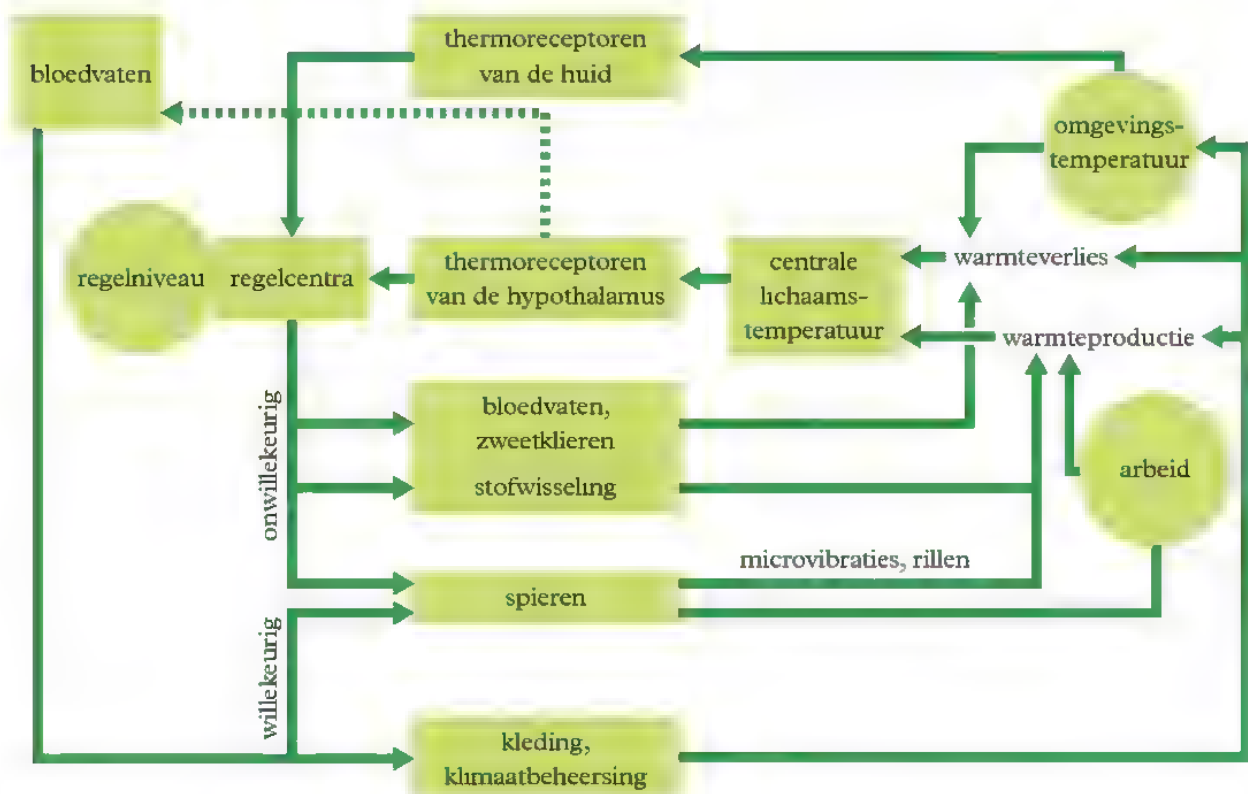 bloedvaten
thermoreceptoren
van de huid
omgevings-
temperatuur
regelniveau
regelcentra
thermoreceptoren
van de hypothalamus
centrale
lichaams-
temperatuur
warmteverlies
warmteproductie
onwillekeurig
bloedvaten,
zweetklieren
stofwisseling
arbeid
microvibraties, rillen
spieren
willekeurig
kleding,
klimaatbeheersing